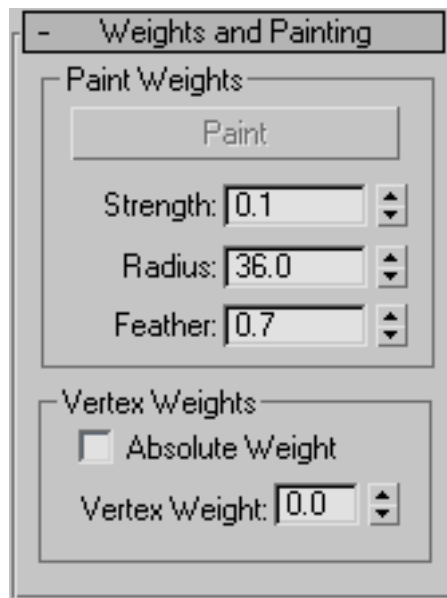 - Weights and Painting
Paint Weights
Paint
Strength: 0.1
Radius: 36.0
Feather: 0.7
Vertex Weights
Absolute Weight
Vertex Weight: 0.0